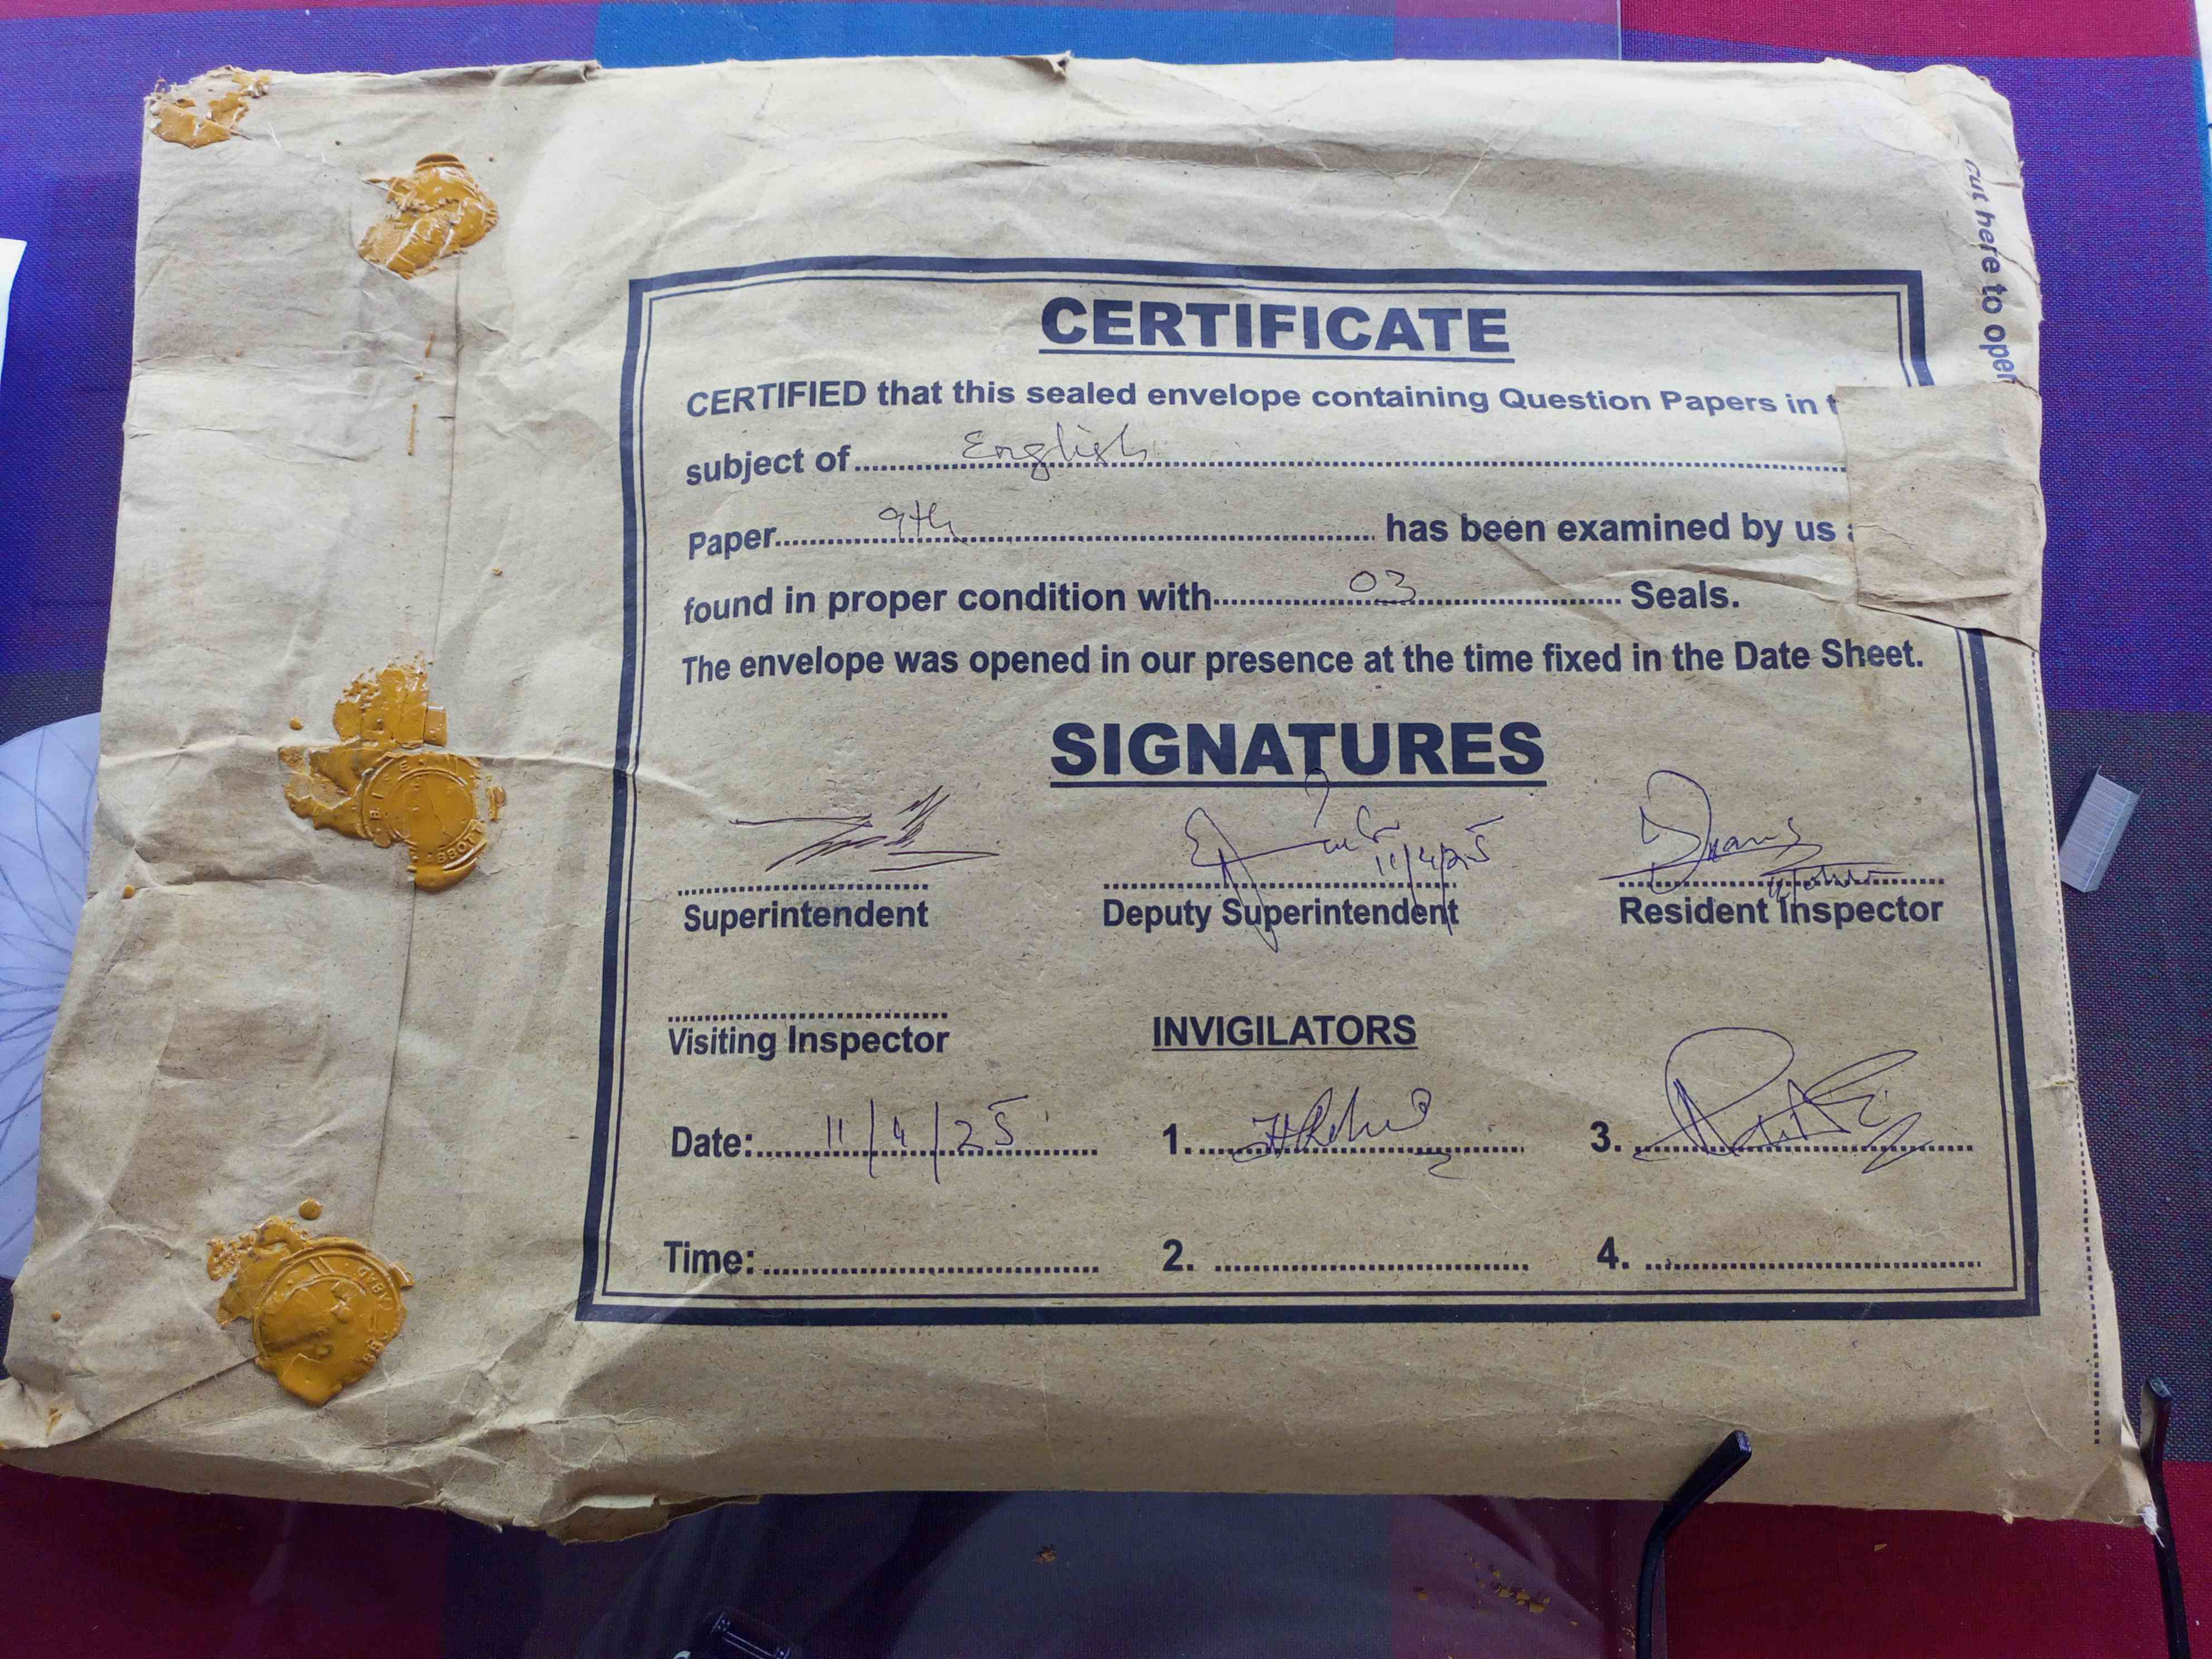 Cut here to open
CERTIFICATE
CERTIFIED that this sealed envelope containing Question Papers in t
subject of.......... English ..........
Paper.......... 9th .......... has been examined by us
found in proper condition with.......... 03 .......... Seals.
The envelope was opened in our presence at the time fixed in the Date Sheet.
SIGNATURES
11/4/25
Superintendent Deputy Superintendent Resident Inspector
Visiting Inspector INVIGILATORS
Date:.......... 11/4/25 .......... 1. .......... 3. ..........
Time: .......... 2. .......... 4. ..........